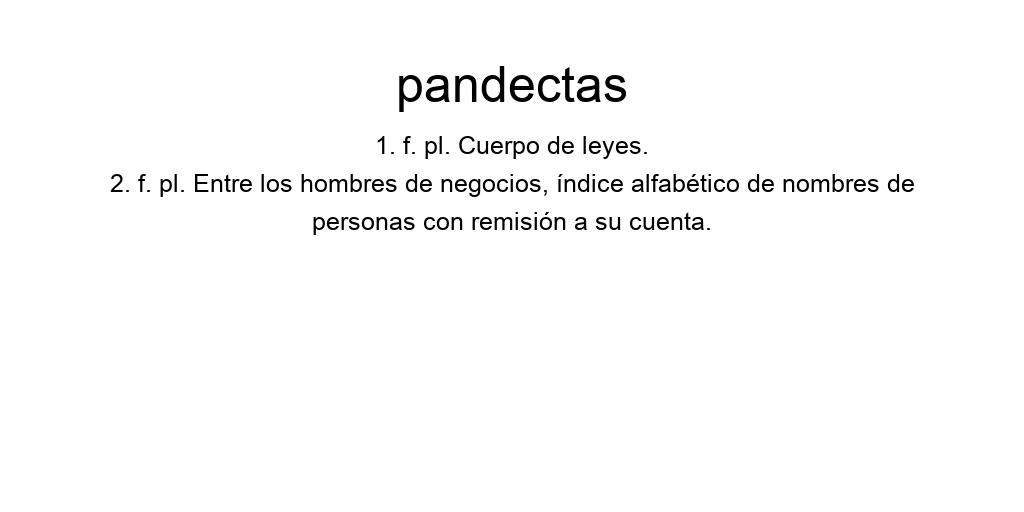 pandectas
1. f. pl. Cuerpo de leyes.
2. f. pl. Entre los hombres de negocios, índice alfabético de nombres de
personas con remisión a su cuenta.